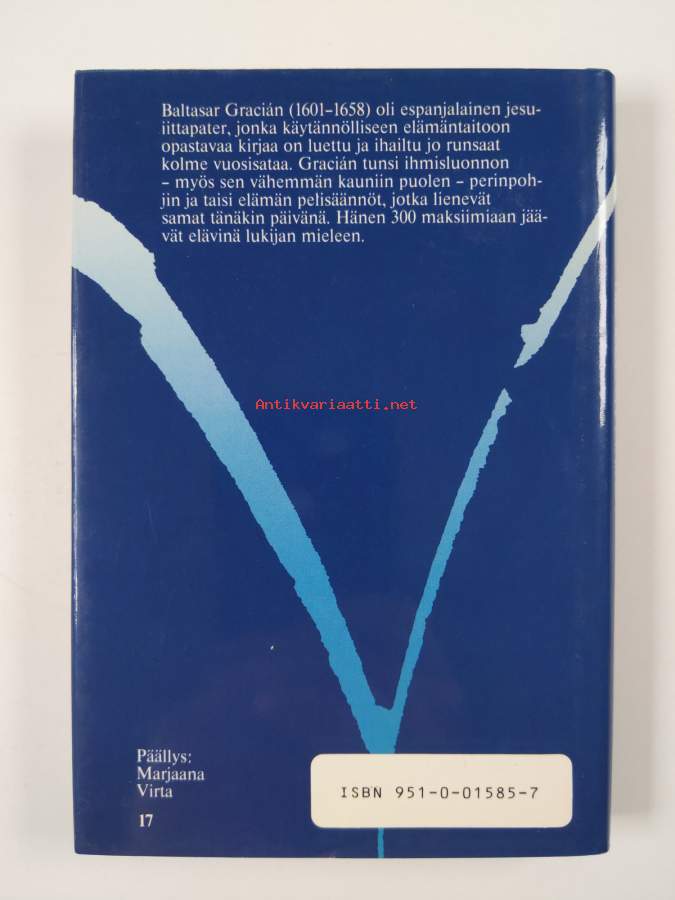 Baltasar Gracián (1601–1658) oli espanjalainen jesu-
iittapater, jonka käytännölliseen elämäntaitoon
opastavaa kirjaa on luettu ja ihailtu jo runsaat
kolme vuosisataa. Gracián tunsi ihmisluonnon
– myös sen vähemmän kauniin puolen – perinpoh-
jin ja taisi elämän pelisäännöt, jotka lienevät
samat tänäkin päivänä. Hänen 300 maksiimiaan jää-
vät elävinä lukijan mieleen.
Antikvariaatti.net
Päällys:
Marjaana
Virta
17
ISBN 951-0-01585-7